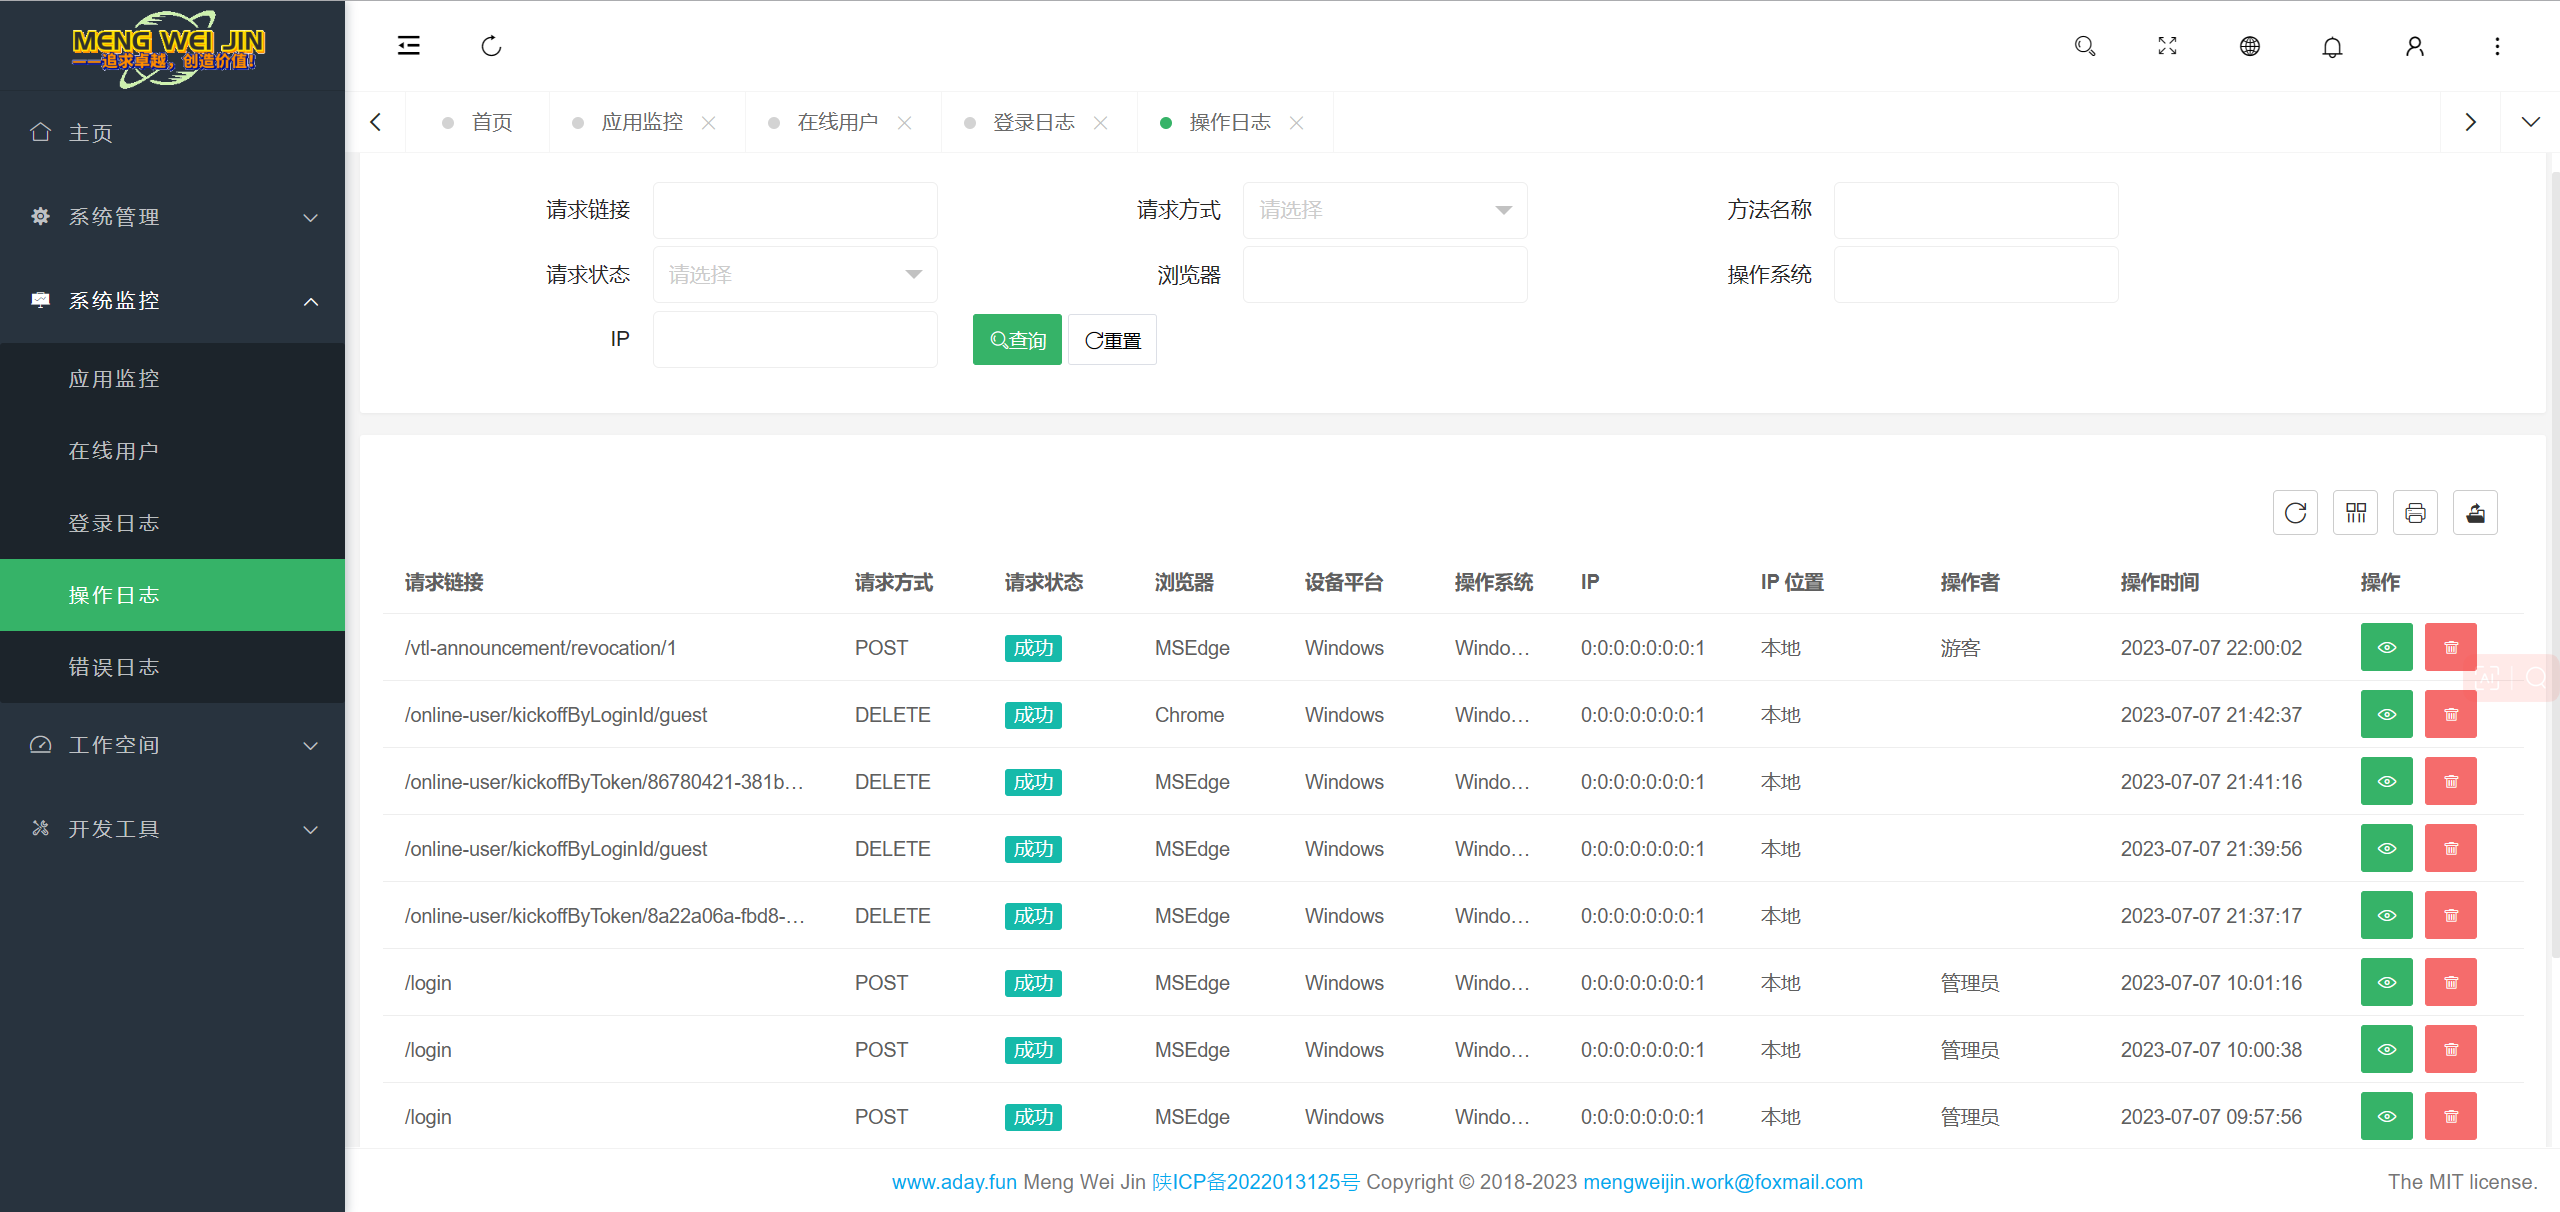 MENG WEI JIN
——追求卓越，创造价值!
主页
系统管理
系统监控
应用监控
在线用户
登录日志
操作日志
错误日志
工作空间
开发工具
首页 应用监控 在线用户 登录日志 操作日志
请求链接 请求方式 请选择 方法名称
请求状态 请选择 浏览器 操作系统
IP 查询 重置
请求链接 请求方式 请求状态 浏览器 设备平台 操作系统 IP IP 位置 操作者 操作时间 操作
/vtl-announcement/revocation/1 POST 成功 MSEdge Windows Windo... 0:0:0:0:0:0:0:1 本地 游客 2023-07-07 22:00:02
/online-user/kickoffByLoginId/guest DELETE 成功 Chrome Windows Windo... 0:0:0:0:0:0:0:1 本地 2023-07-07 21:42:37
/online-user/kickoffByToken/86780421-381b... DELETE 成功 MSEdge Windows Windo... 0:0:0:0:0:0:0:1 本地 2023-07-07 21:41:16
/online-user/kickoffByLoginId/guest DELETE 成功 MSEdge Windows Windo... 0:0:0:0:0:0:0:1 本地 2023-07-07 21:39:56
/online-user/kickoffByToken/8a22a06a-fbd8-... DELETE 成功 MSEdge Windows Windo... 0:0:0:0:0:0:0:1 本地 2023-07-07 21:37:17
/login POST 成功 MSEdge Windows Windo... 0:0:0:0:0:0:0:1 本地 管理员 2023-07-07 10:01:16
/login POST 成功 MSEdge Windows Windo... 0:0:0:0:0:0:0:1 本地 管理员 2023-07-07 10:00:38
/login POST 成功 MSEdge Windows Windo... 0:0:0:0:0:0:0:1 本地 管理员 2023-07-07 09:57:56
www.aday.fun Meng Wei Jin 陕ICP备2022013125号 Copyright © 2018-2023 mengweijin.work@foxmail.com
The MIT license.